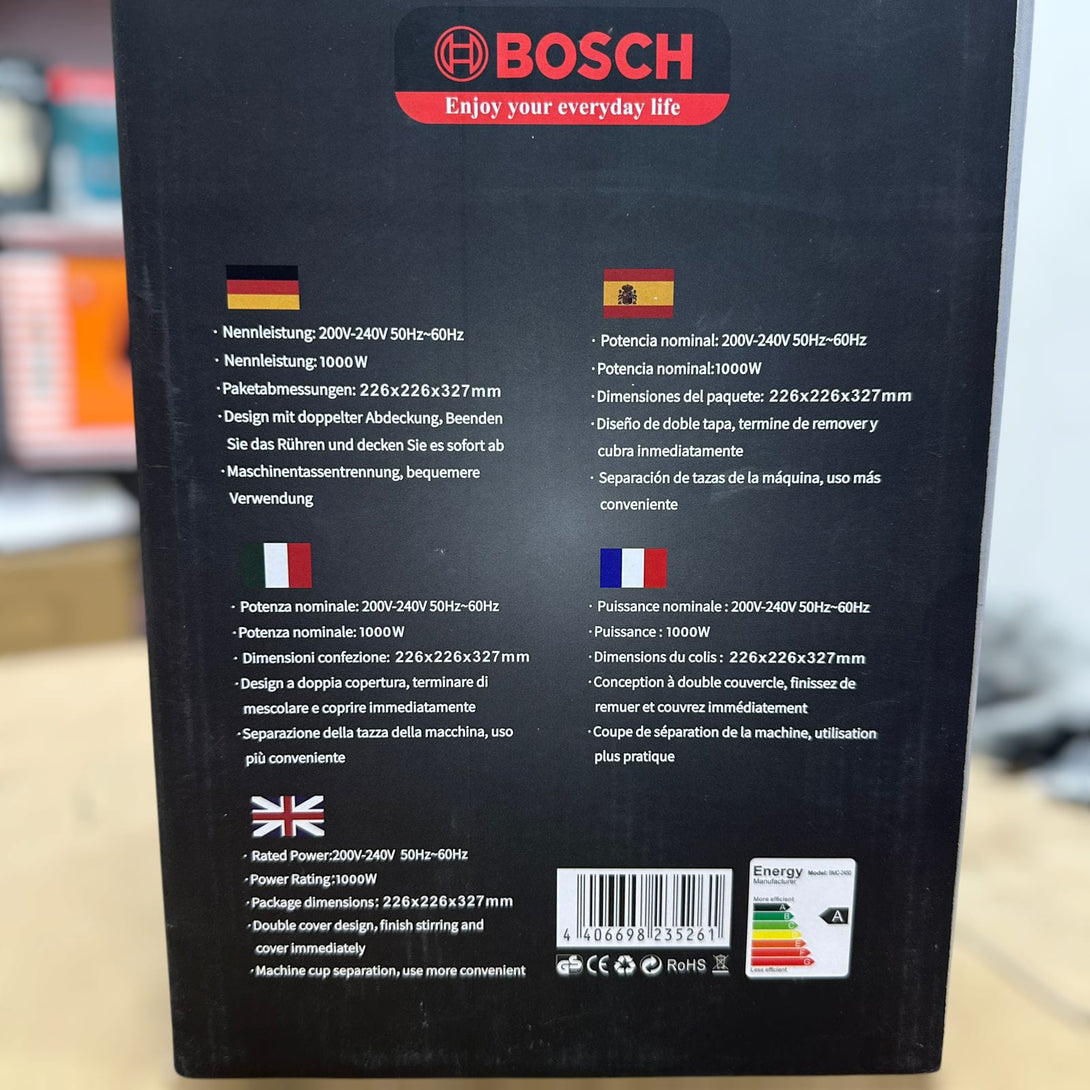 BOSCH
Enjoy your everyday life
· Nennleistung: 200V-240V 50Hz~60Hz
· Nennleistung: 1000W
· Paketabmessungen: 226x226x327mm
· Design mit doppelter Abdeckung, Beenden
Sie das Rühren und decken Sie es sofort ab
· Maschinentassentrennung, bequemere
Verwendung
· Potencia nominal: 200V-240V 50Hz~60Hz
· Potencia nominal:1000W
· Dimensiones del paquete: 226x226x327mm
· Diseño de doble tapa, termine de remover y
cubra inmediatamente
· Separación de tazas de la máquina, uso más
conveniente
· Potenza nominale: 200V-240V 50Hz~60Hz
· Potenza nominale: 1000W
· Dimensioni confezione: 226x226x327mm
· Design a doppia copertura, terminare di
mescolare e coprire immediatamente
· Separazione della tazza della macchina, uso
più conveniente
· Puissance nominale : 200V-240V 50Hz~60Hz
· Puissance : 1000W
· Dimensions du colis : 226x226x327mm
· Conception à double couvercle, finissez de
remuer et couvrez immédiatement
· Coupe de séparation de la machine, utilisation
plus pratique
· Rated Power:200V-240V 50Hz~60Hz
· Power Rating:1000W
· Package dimensions: 226x226x327mm
· Double cover design, finish stirring and
cover immediately
· Machine cup separation, use more convenient
4 406698 235261
GS CE RoHS
Energy Model:
Manufacturer
More efficient
A
B
C
D
E
F
G
A
Less efficient